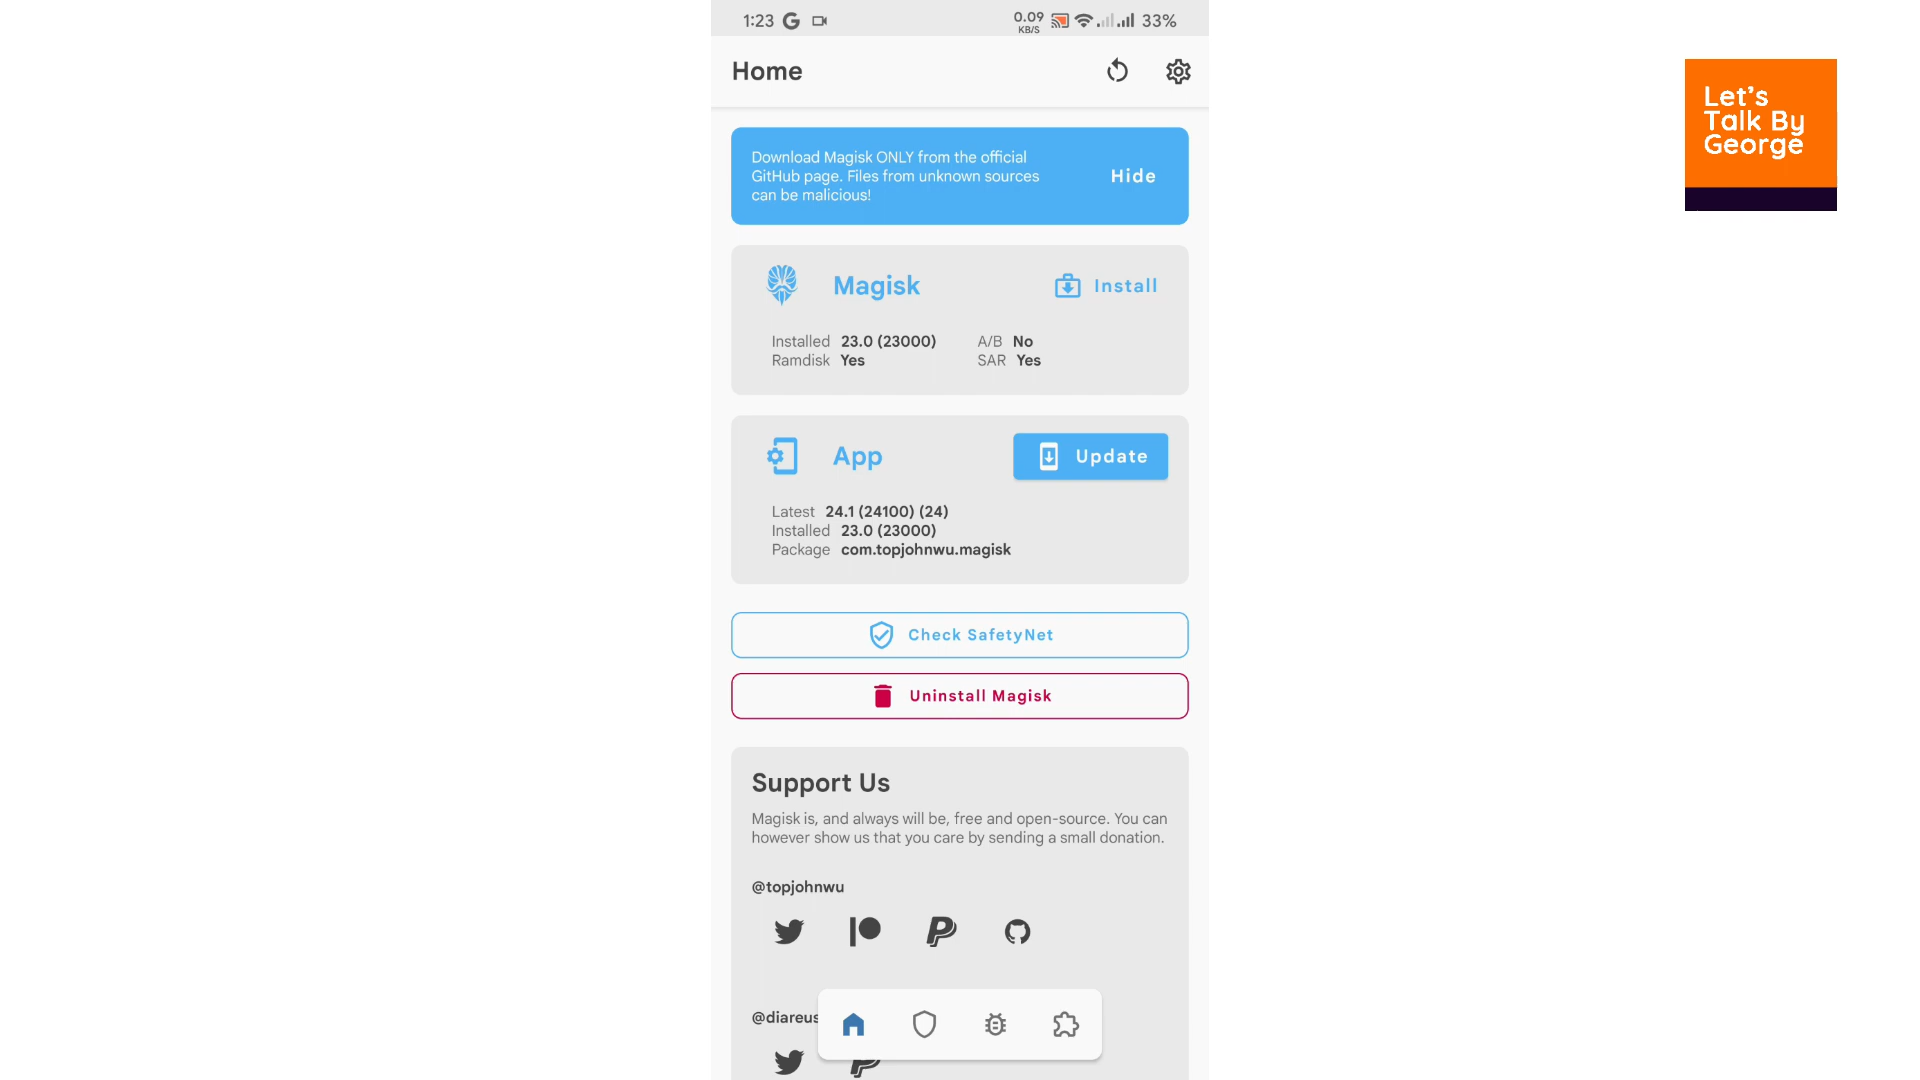 1:23
0.09
KB/S
33%
Home
Let's
Talk By
George
Download Magisk ONLY from the official
GitHub page. Files from unknown sources
can be malicious!
Hide
Magisk
Install
Installed 23.0 (23000)
A/B No
Ramdisk Yes
SAR Yes
App
Update
Latest 24.1 (24100) (24)
Installed 23.0 (23000)
Package com.topjohnwu.magisk
Check SafetyNet
Uninstall Magisk
Support Us
Magisk is, and always will be, free and open-source. You can
however show us that you care by sending a small donation.
@topjohnwu
@diareus